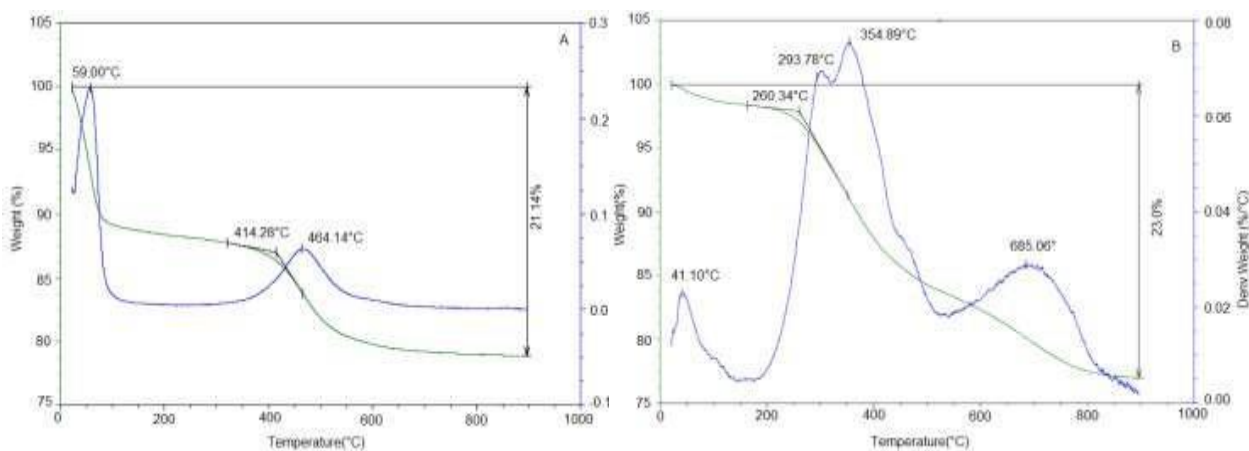 105
100
95
90
85
80
75
Weight (%)
0
200
400
600
800
1000
Temperature(°C)
0.3
0.2
0.1
0.0
-0.1
A
59.00°C
414.28°C
464.14°C
21.14%
105
100
95
90
85
80
75
Weight(%)
0
200
400
600
800
1000
Temperature(°C)
0.08
0.06
0.04
0.02
0.00
Deriv Weight (%/°C)
B
41.10°C
260.34°C
293.78°C
354.89°C
685.06°
23.0%